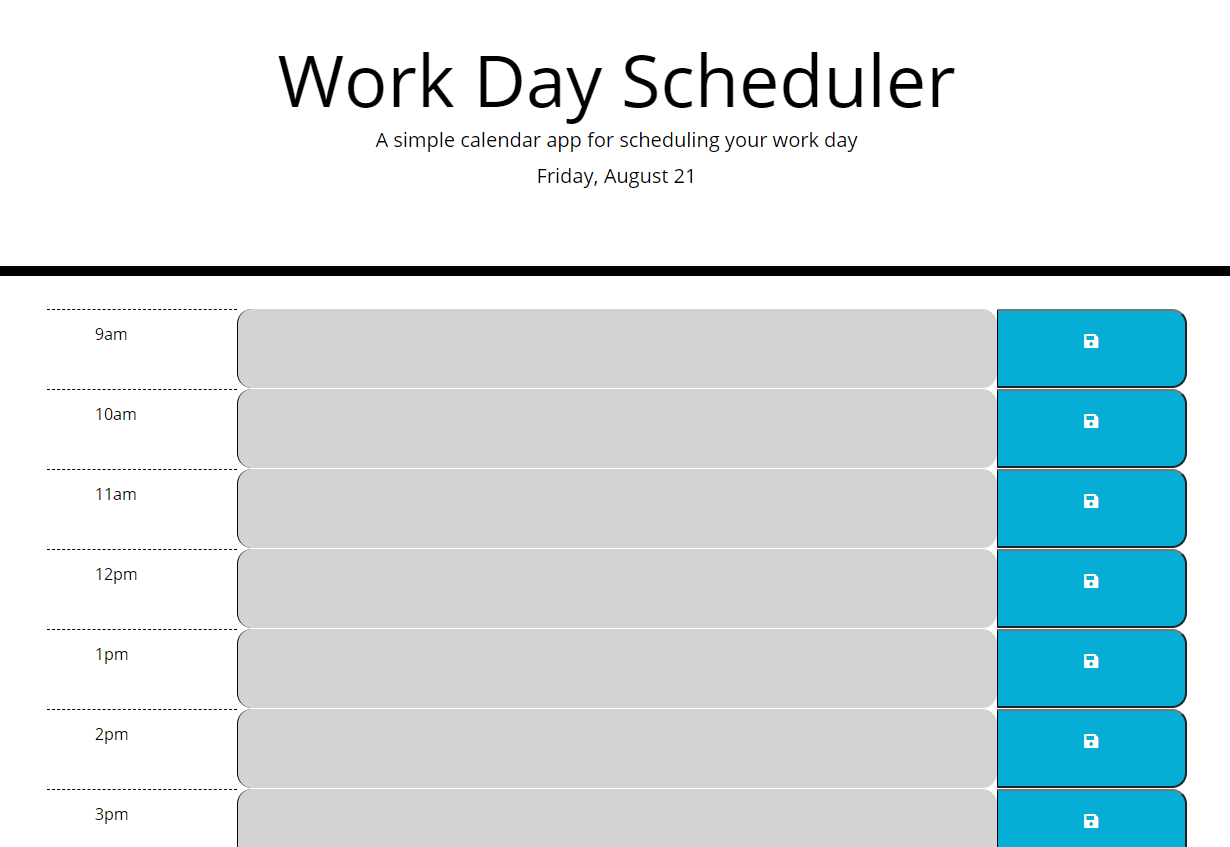 Work Day Scheduler
A simple calendar app for scheduling your work day
Friday, August 21
9am
10am
11am
12pm
1pm
2pm
3pm